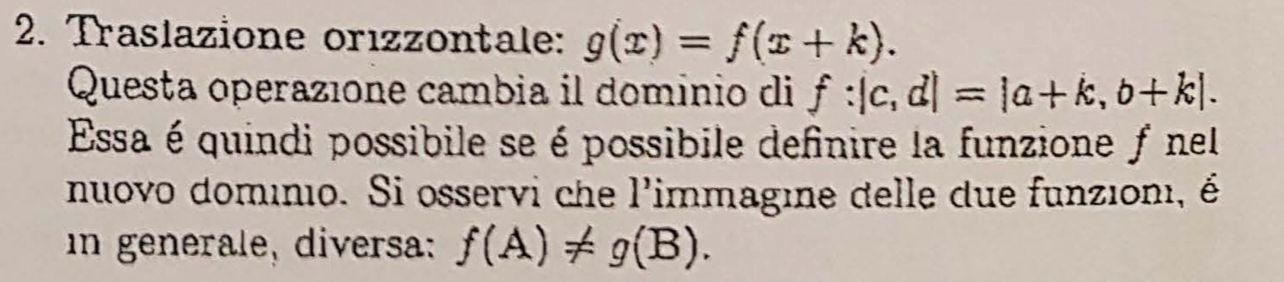 2. Traslazione orizzontale: g(x) = f(x + k).
Questa operazione cambia il dominio di f :]c, d[ = ]a+k, b+k[.
Essa é quindi possibile se é possibile definire la funzione f nel
nuovo dominio. Si osservi che l'immagine delle due funzioni, é
in generale, diversa: f(A) ≠ g(B).